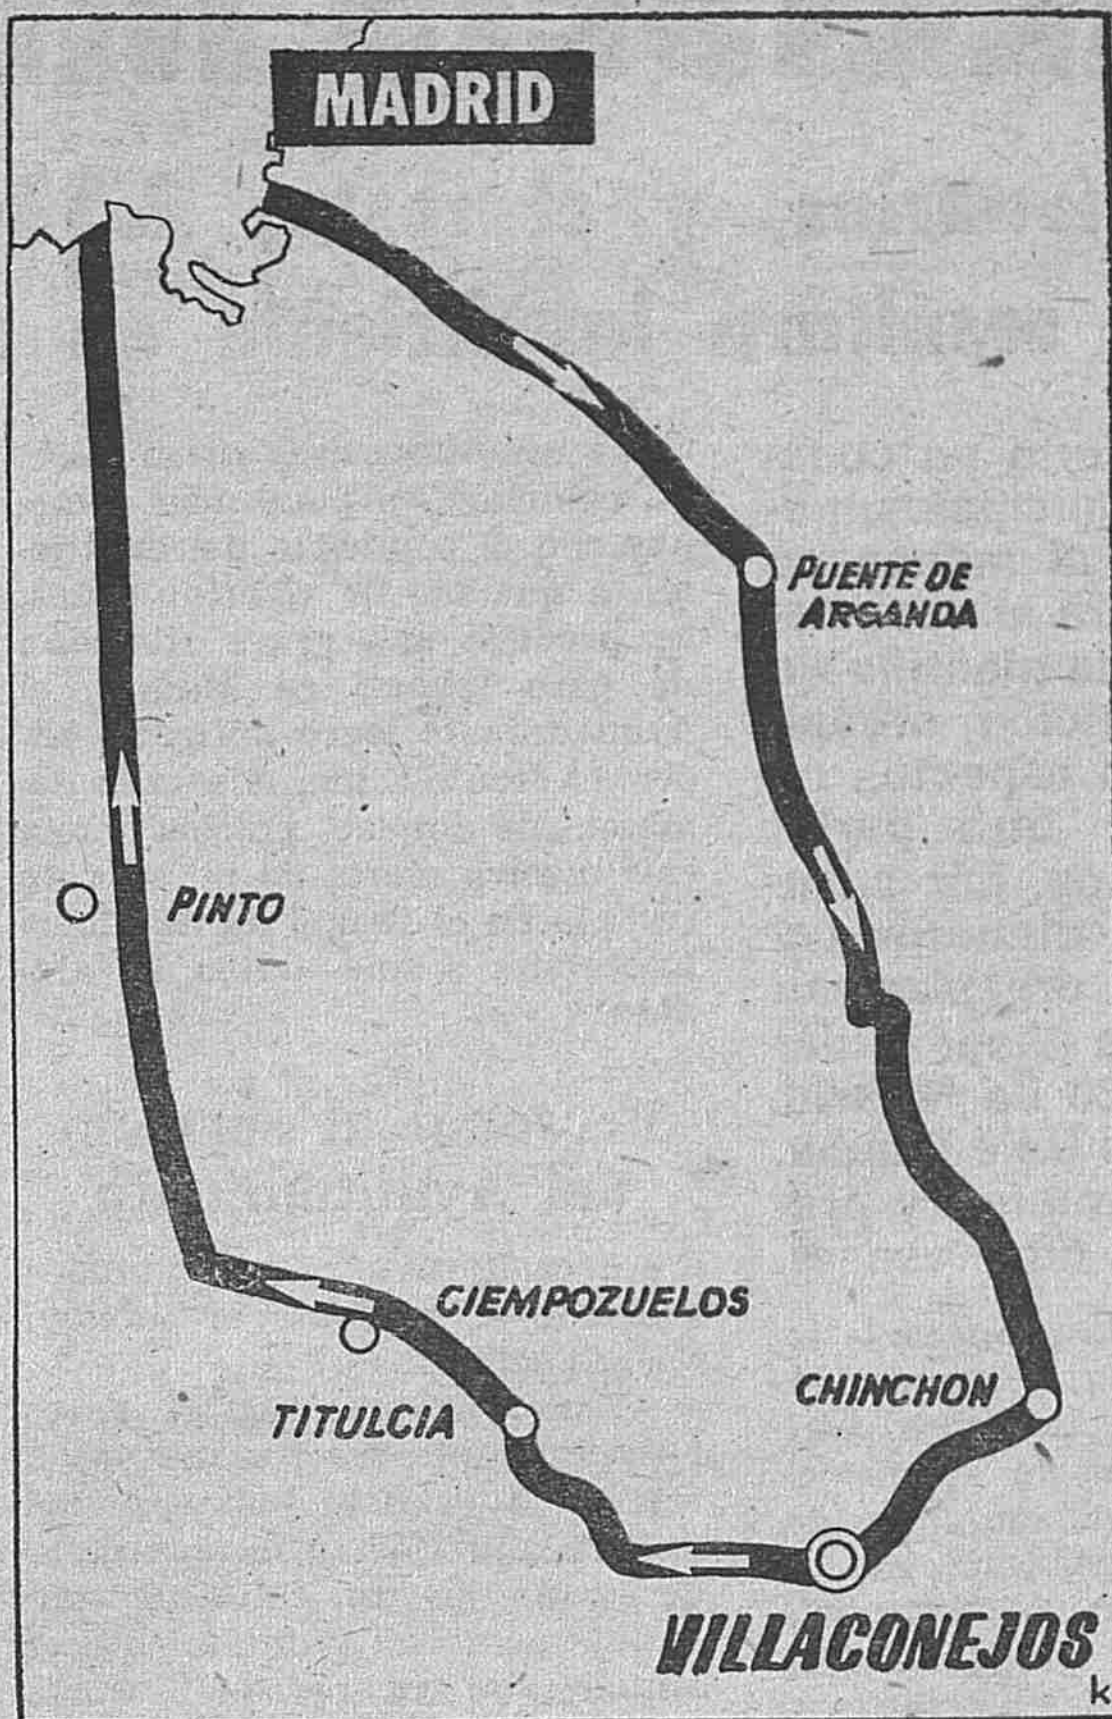 MADRID
PUENTE DE
ARGANDA
PINTO
CIEMPOZUELOS
CHINCHON
TITULCIA
VILLACONEJOS
k